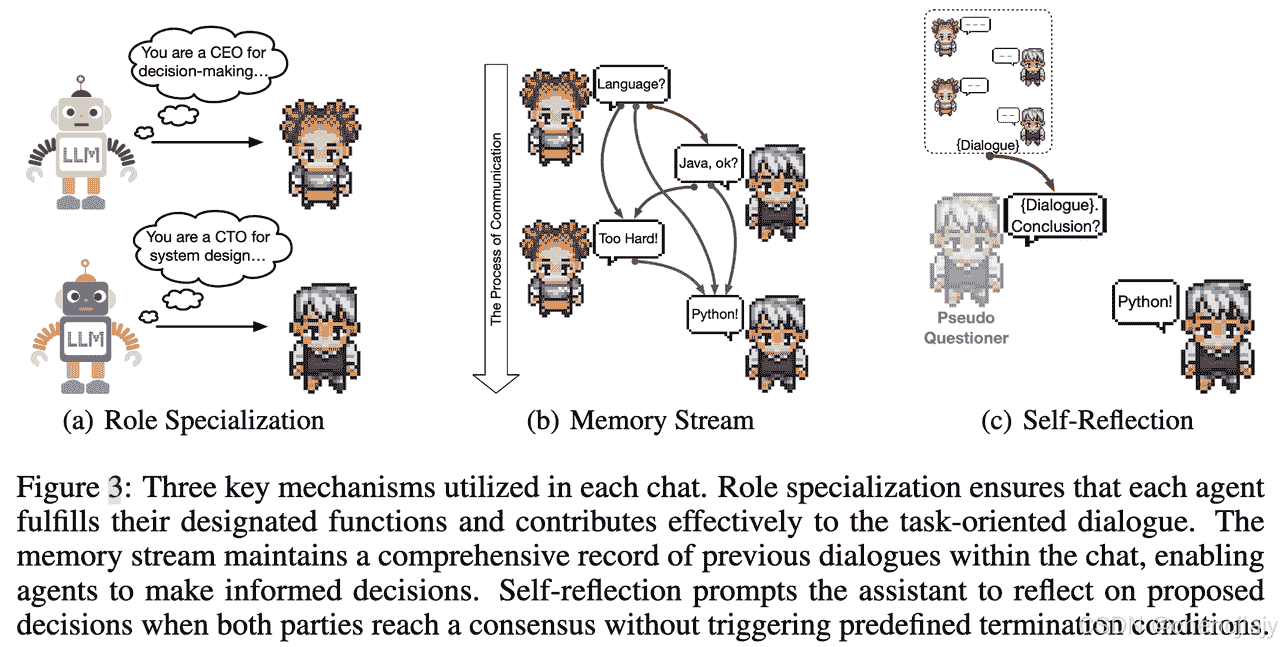 You are a CEO for
decision-making…
LLM
You are a CTO for
system design…
LLM
(a) Role Specialization
The Process of Communication
Language?
Java, ok?
Too Hard!
Python!
(b) Memory Stream
{Dialogue}
{Dialogue}.
Conclusion?
Pseudo
Questioner
Python!
(c) Self-Reflection
Figure 3: Three key mechanisms utilized in each chat. Role specialization ensures that each agent
fulfills their designated functions and contributes effectively to the task-oriented dialogue. The
memory stream maintains a comprehensive record of previous dialogues within the chat, enabling
agents to make informed decisions. Self-reflection prompts the assistant to reflect on proposed
decisions when both parties reach a consensus without triggering predefined termination conditions.